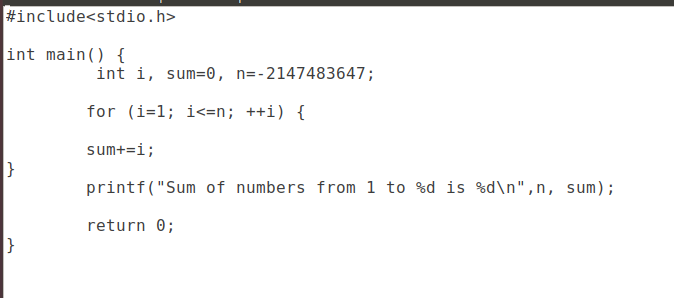 #include<stdio.h>
int main() {
int i, sum=0, n=-2147483647;
for (i=1; i<=n; ++i) {
sum+=i;
}
printf("Sum of numbers from 1 to %d is %d\n",n, sum);
return 0;
}